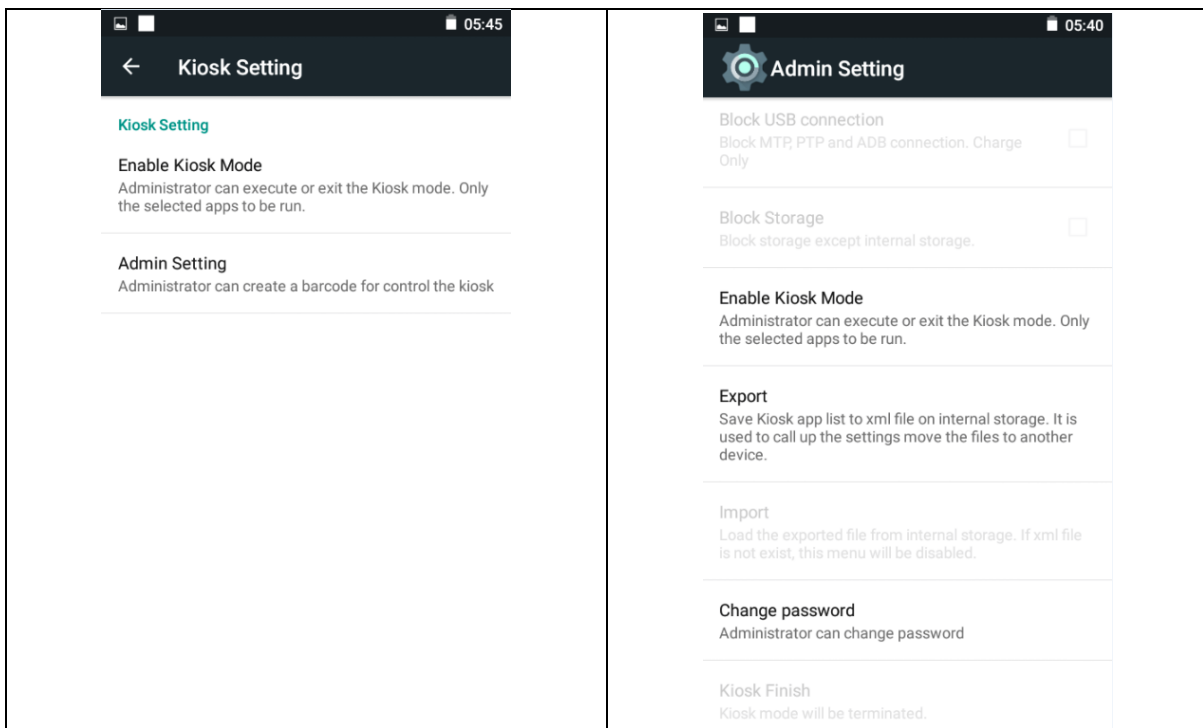 05:45
Kiosk Setting
Kiosk Setting
Enable Kiosk Mode
Administrator can execute or exit the Kiosk mode. Only
the selected apps to be run.
Admin Setting
Administrator can create a barcode for control the kiosk
05:40
Admin Setting
Block USB connection
Block MTP, PTP and ADB connection. Charge
Only
Block Storage
Block storage except internal storage.
Enable Kiosk Mode
Administrator can execute or exit the Kiosk mode. Only
the selected apps to be run.
Export
Save Kiosk app list to xml file on internal storage. It is
used to call up the settings move the files to another
device.
Import
Load the exported file from internal storage. If xml file
is not exist, this menu will be disabled.
Change password
Administrator can change password
Kiosk Finish
Kiosk mode will be terminated.